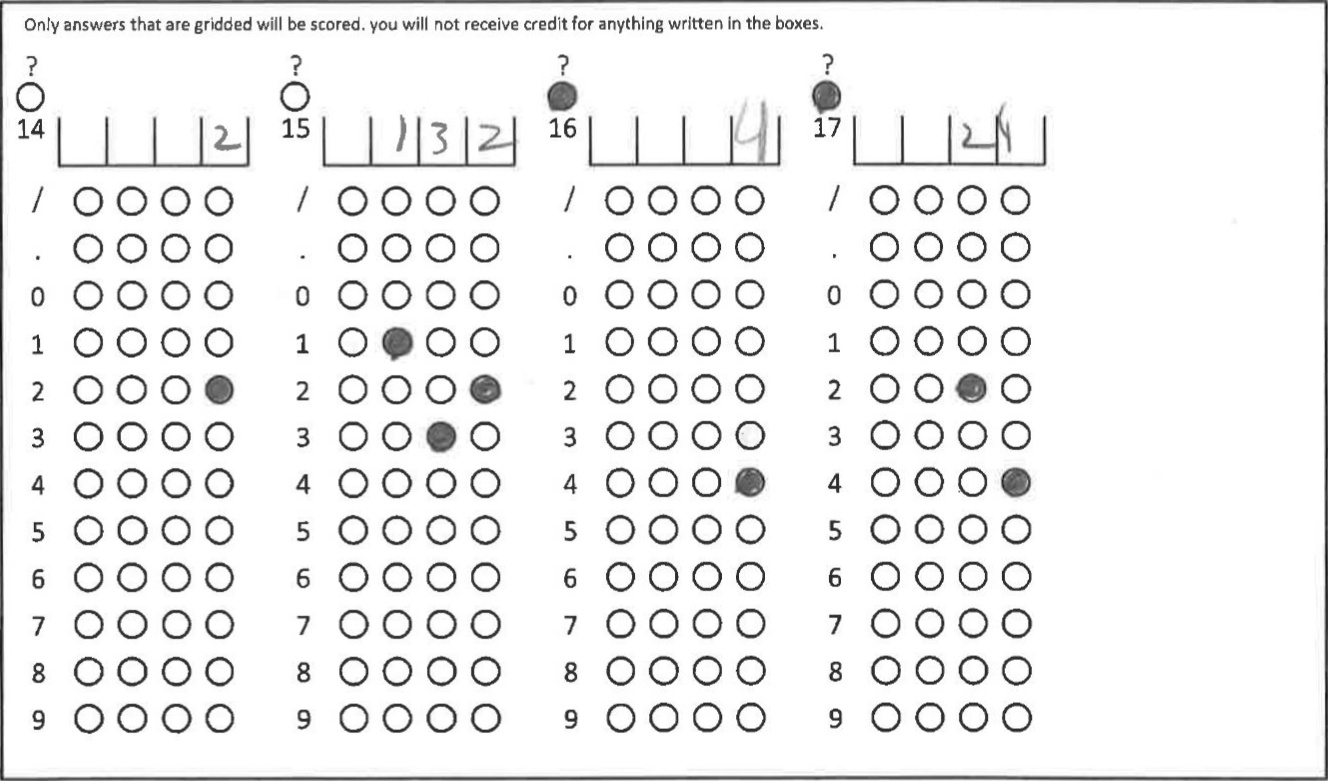 Only answers that are gridded will be scored. you will not receive credit for anything written in the boxes.
? ? ? ?
14 2 15 1 3 2 16 4 17 2 4
/ / / /
. . . .
0 0 0 0
1 1 1 1
2 2 2 2
3 3 3 3
4 4 4 4
5 5 5 5
6 6 6 6
7 7 7 7
8 8 8 8
9 9 9 9